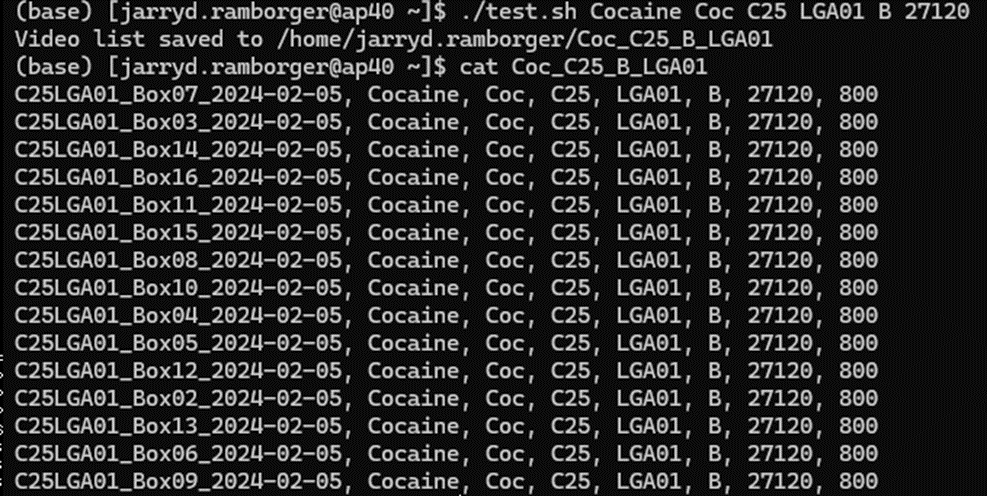 (base) [jarryd.ramborger@ap40 ~]$ ./test.sh Cocaine Coc C25 LGA01 B 27120
Video list saved to /home/jarryd.ramborger/Coc_C25_B_LGA01
(base) [jarryd.ramborger@ap40 ~]$ cat Coc_C25_B_LGA01
C25LGA01_Box07_2024-02-05, Cocaine, Coc, C25, LGA01, B, 27120, 800
C25LGA01_Box03_2024-02-05, Cocaine, Coc, C25, LGA01, B, 27120, 800
C25LGA01_Box14_2024-02-05, Cocaine, Coc, C25, LGA01, B, 27120, 800
C25LGA01_Box16_2024-02-05, Cocaine, Coc, C25, LGA01, B, 27120, 800
C25LGA01_Box11_2024-02-05, Cocaine, Coc, C25, LGA01, B, 27120, 800
C25LGA01_Box15_2024-02-05, Cocaine, Coc, C25, LGA01, B, 27120, 800
C25LGA01_Box08_2024-02-05, Cocaine, Coc, C25, LGA01, B, 27120, 800
C25LGA01_Box10_2024-02-05, Cocaine, Coc, C25, LGA01, B, 27120, 800
C25LGA01_Box04_2024-02-05, Cocaine, Coc, C25, LGA01, B, 27120, 800
C25LGA01_Box05_2024-02-05, Cocaine, Coc, C25, LGA01, B, 27120, 800
C25LGA01_Box12_2024-02-05, Cocaine, Coc, C25, LGA01, B, 27120, 800
C25LGA01_Box02_2024-02-05, Cocaine, Coc, C25, LGA01, B, 27120, 800
C25LGA01_Box13_2024-02-05, Cocaine, Coc, C25, LGA01, B, 27120, 800
C25LGA01_Box06_2024-02-05, Cocaine, Coc, C25, LGA01, B, 27120, 800
C25LGA01_Box09_2024-02-05, Cocaine, Coc, C25, LGA01, B, 27120, 800